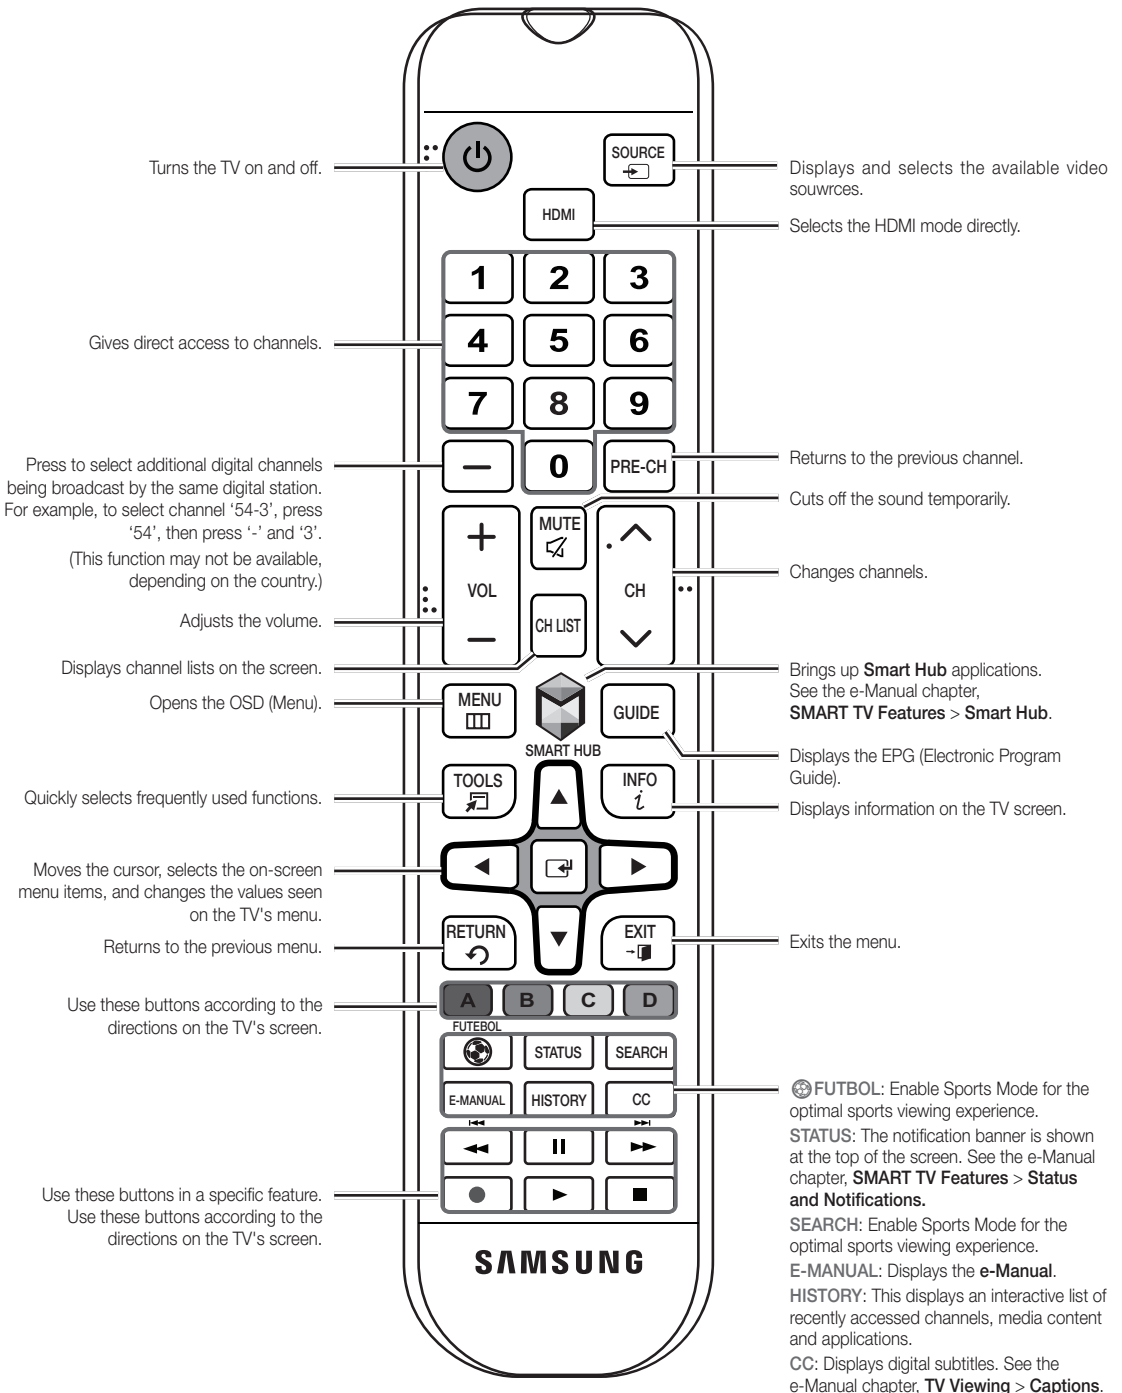 Turns the TV on and off.
SOURCE
Displays and selects the available video
souwrces.
HDMI
Selects the HDMI mode directly.
1 2 3
Gives direct access to channels.
4 5 6
7 8 9
Press to select additional digital channels
being broadcast by the same digital station.
For example, to select channel '54-3', press
'54', then press '-' and '3'.
(This function may not be available,
depending on the country.)
— 0 PRE-CH
Returns to the previous channel.
MUTE
Cuts off the sound temporarily.
+
VOL
—
CH
Changes channels.
Adjusts the volume.
CH LIST
Displays channel lists on the screen.
Opens the OSD (Menu).
MENU
SMART HUB
Brings up Smart Hub applications.
See the e-Manual chapter,
SMART TV Features > Smart Hub.
GUIDE
Displays the EPG (Electronic Program
Guide).
Quickly selects frequently used functions.
TOOLS
INFO
i
Displays information on the TV screen.
Moves the cursor, selects the on-screen
menu items, and changes the values seen
on the TV's menu.
Returns to the previous menu.
RETURN
EXIT
Exits the menu.
Use these buttons according to the
directions on the TV's screen.
A B C D
FUTEBOL
STATUS SEARCH
E-MANUAL HISTORY CC
FUTBOL: Enable Sports Mode for the
optimal sports viewing experience.
STATUS: The notification banner is shown
at the top of the screen. See the e-Manual
chapter, SMART TV Features > Status
and Notifications.
SEARCH: Enable Sports Mode for the
optimal sports viewing experience.
E-MANUAL: Displays the e-Manual.
HISTORY: This displays an interactive list of
recently accessed channels, media content
and applications.
CC: Displays digital subtitles. See the
e-Manual chapter, TV Viewing > Captions.
Use these buttons in a specific feature.
Use these buttons according to the
directions on the TV's screen.
SAMSUNG